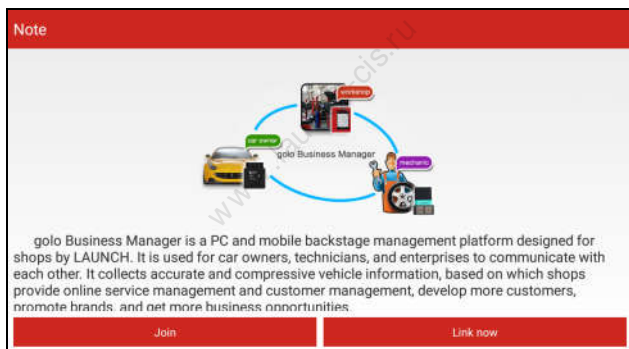 Note
workshop
car owner
golo Business Manager
mechanic
golo Business Manager is a PC and mobile backstage management platform designed for
shops by LAUNCH. It is used for car owners, technicians, and enterprises to communicate with
each other. It collects accurate and compressive vehicle information, based on which shops
provide online service management and customer management, develop more customers,
promote brands, and get more business opportunities.
Join
Link now